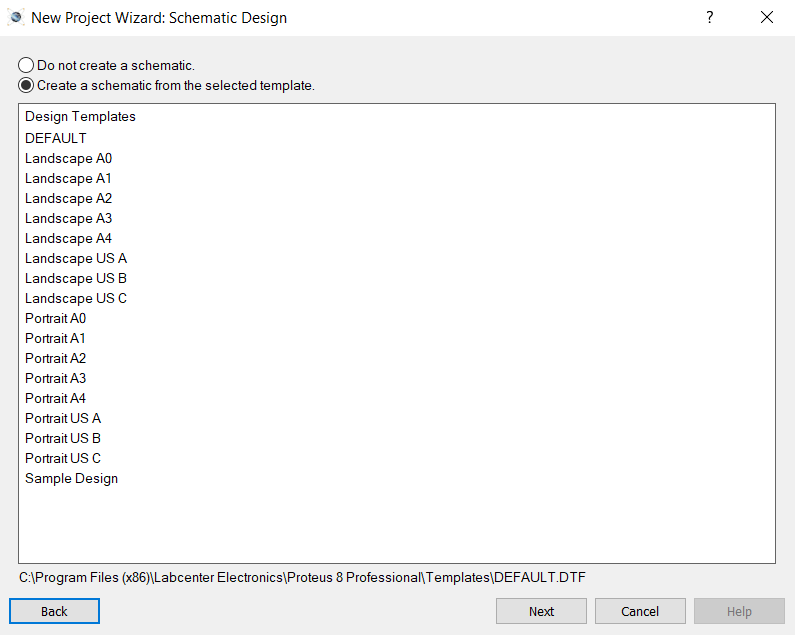 New Project Wizard: Schematic Design
?
Do not create a schematic.
Create a schematic from the selected template.
Design Templates
DEFAULT
Landscape A0
Landscape A1
Landscape A2
Landscape A3
Landscape A4
Landscape US A
Landscape US B
Landscape US C
Portrait A0
Portrait A1
Portrait A2
Portrait A3
Portrait A4
Portrait US A
Portrait US B
Portrait US C
Sample Design
C:\Program Files (x86)\Labcenter Electronics\Proteus 8 Professional\Templates\DEFAULT.DTF
Back Next Cancel Help